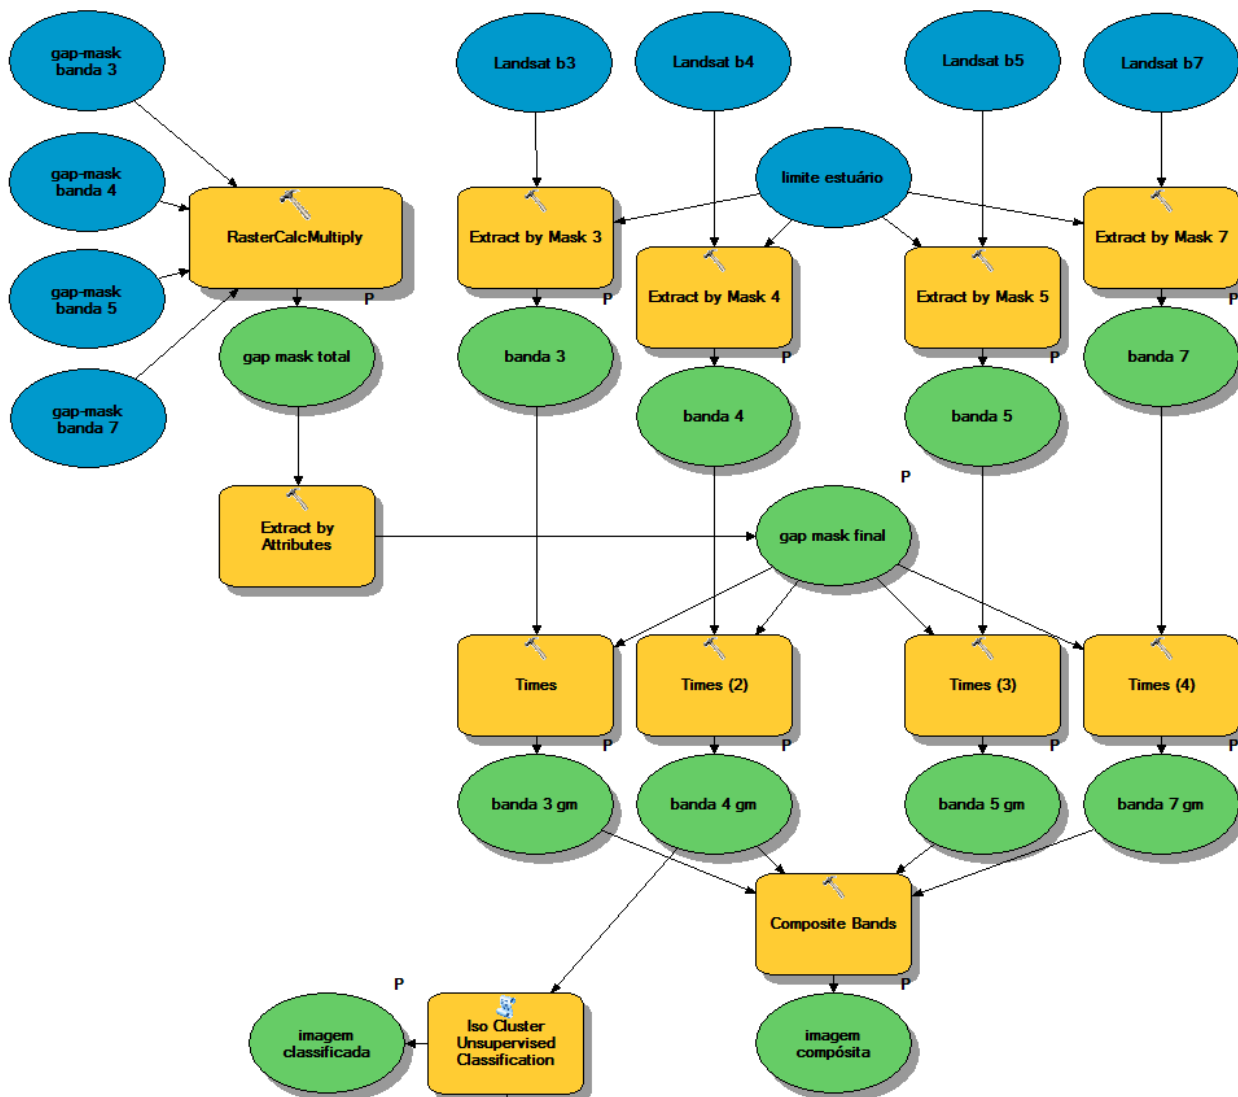 gap-mask
banda 3
Landsat b3
Landsat b4
Landsat b5
Landsat b7
gap-mask
banda 4
limite estuário
RasterCalcMultiply
Extract by Mask 3
Extract by Mask 7
gap-mask
banda 5
Extract by Mask 4
Extract by Mask 5
P
P
P
gap mask total
banda 3
P
P
banda 7
gap-mask
banda 7
banda 4
banda 5
P
Extract by
Attributes
gap mask final
Times
Times (2)
Times (3)
Times (4)
P
P
P
P
banda 3 gm
banda 4 gm
banda 5 gm
banda 7 gm
Composite Bands
P
P
imagem
classificada
Iso Cluster
Unsupervised
Classification
imagem
compósita